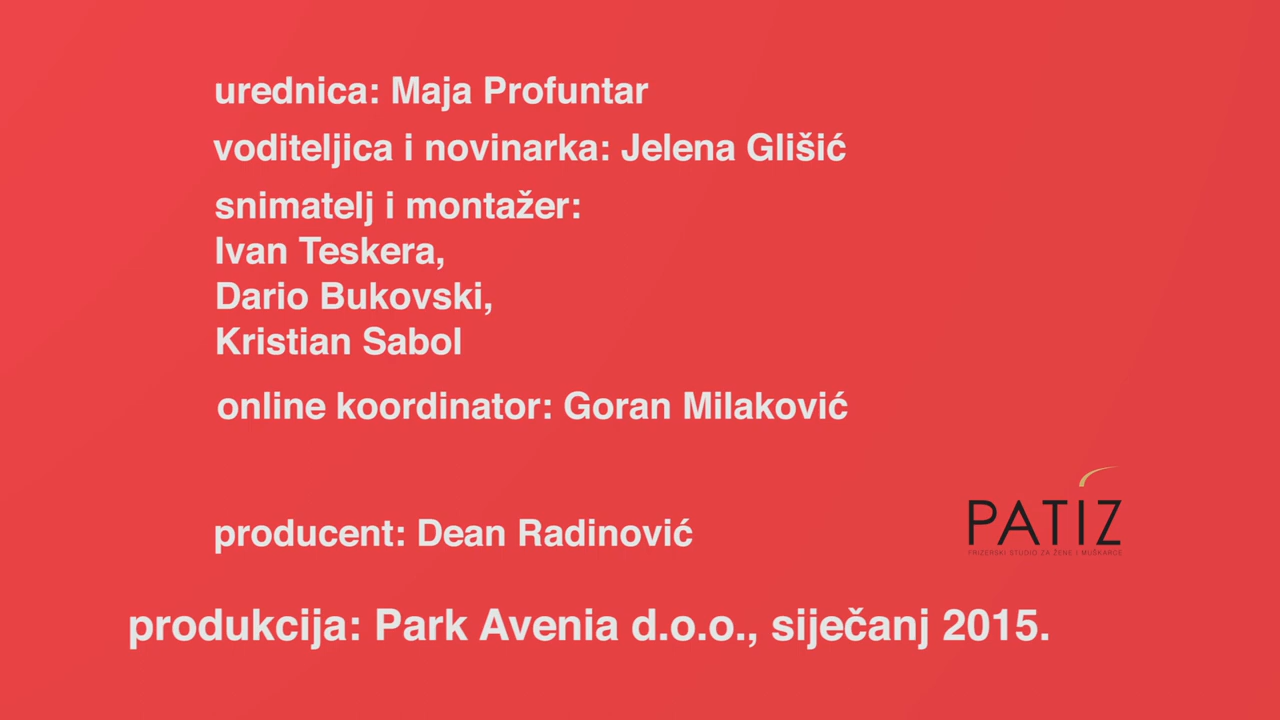 urednica: Maja Profuntar
voditeljica i novinarka: Jelena Glišić
snimatelj i montažer:
Ivan Teskera,
Dario Bukovski,
Kristian Sabol
online koordinator: Goran Milaković
producent: Dean Radinović
PATIZ
FRIZERSKI STUDIO ZA ŽENE I MUŠKARCE
produkcija: Park Avenia d.o.o., siječanj 2015.